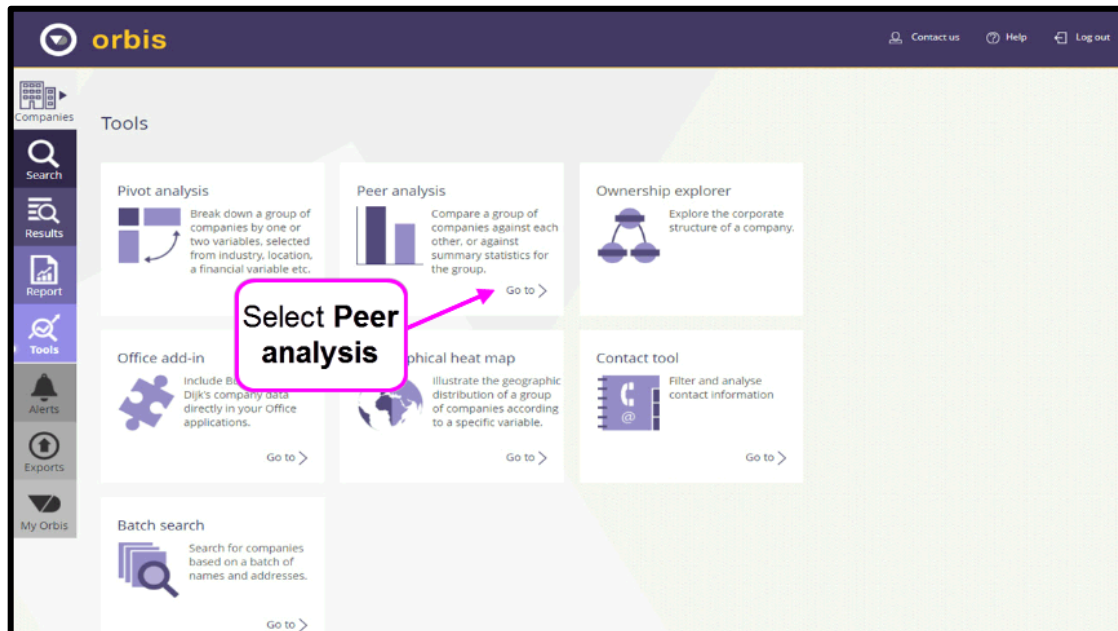 orbis
Contact us
Help
Log out
Companies
Search
Results
Report
Tools
Alerts
Exports
My Orbis
Tools
Pivot analysis
Break down a group of
companies by one or
two variables, selected
from industry, location,
a financial variable etc.
Peer analysis
Compare a group of
companies against each
other, or against
summary statistics for
the group.
Go to
Ownership explorer
Explore the corporate
structure of a company.
Select Peer
analysis
Office add-in
Include
Dijk's company data
directly in your Office
applications.
Go to
phical heat map
Illustrate the geographic
distribution of a group
of companies according
to a specific variable.
Go to
Contact tool
Filter and analyse
contact information
@
Go to
Batch search
Search for companies
based on a batch of
names and addresses.
Go to